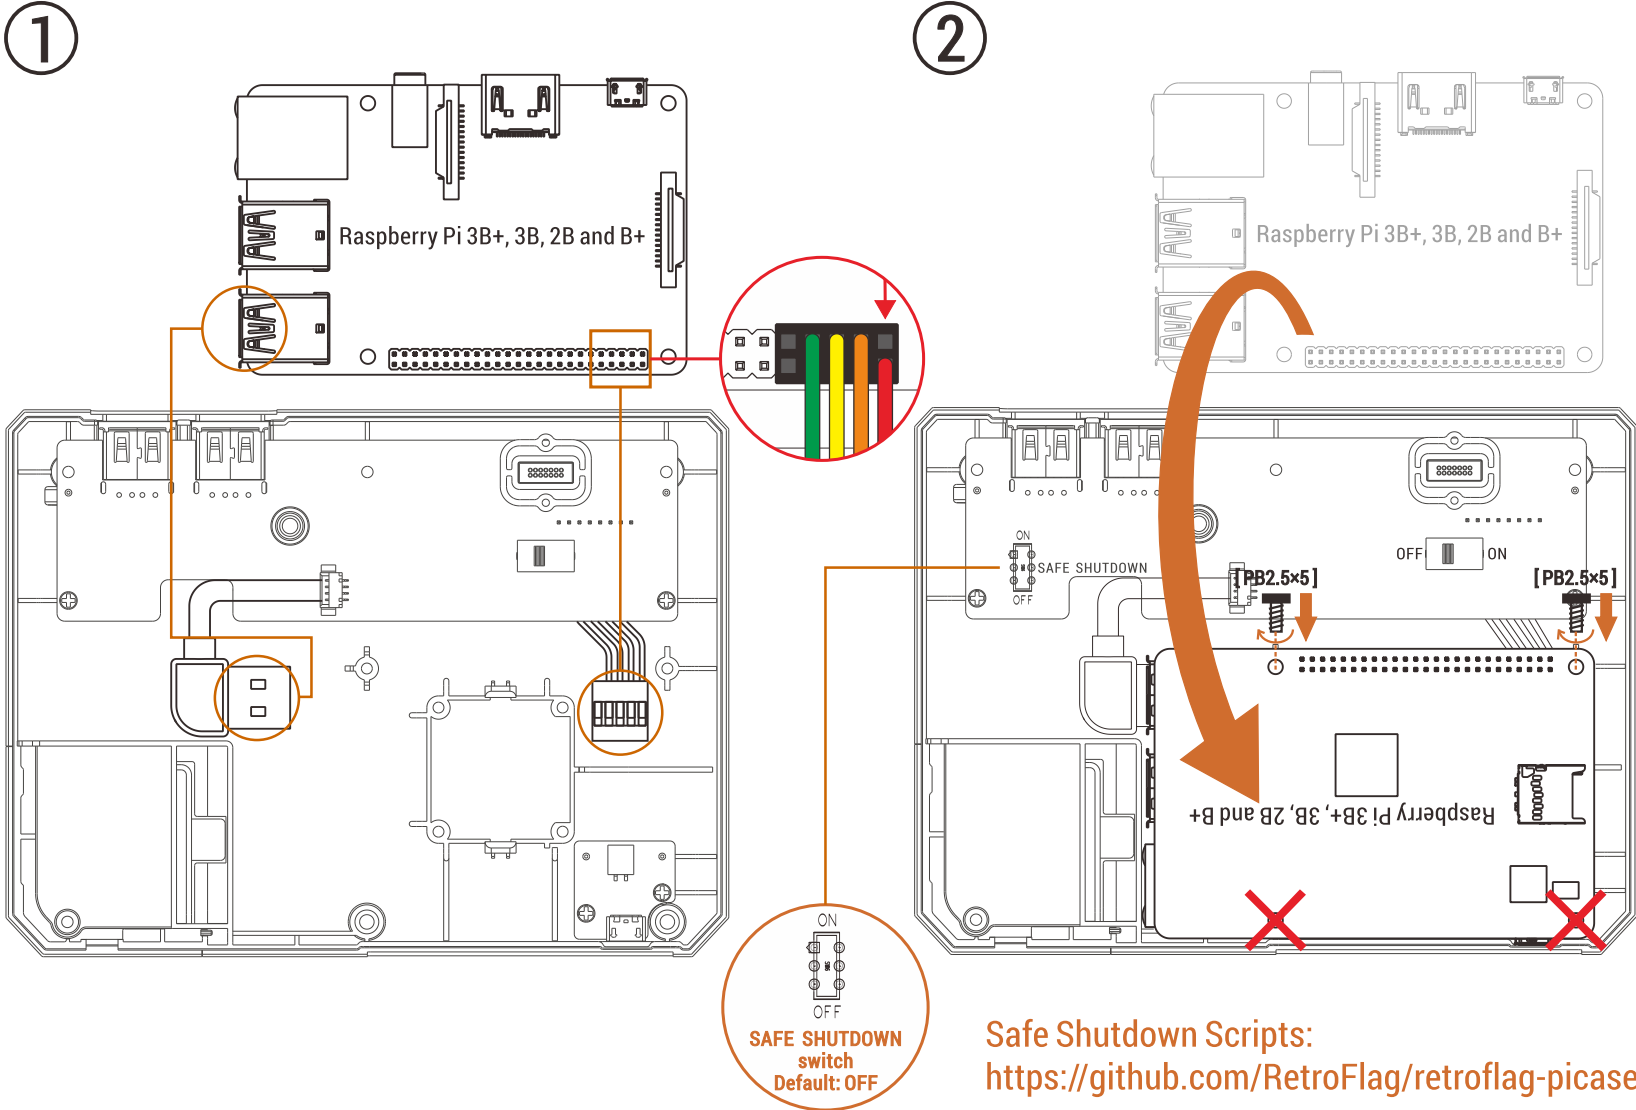 1
2
Raspberry Pi 3B+, 3B, 2B and B+
Raspberry Pi 3B+, 3B, 2B and B+
ON
SAFE SHUTDOWN
OFF
OFF
ON
[PB2.5×5]
[PB2.5×5]
Raspberry Pi 3B+, 3B, 2B and B+
ON
OFF
SAFE SHUTDOWN
switch
Default: OFF
Safe Shutdown Scripts:
https://github.com/RetroFlag/retroflag-picase